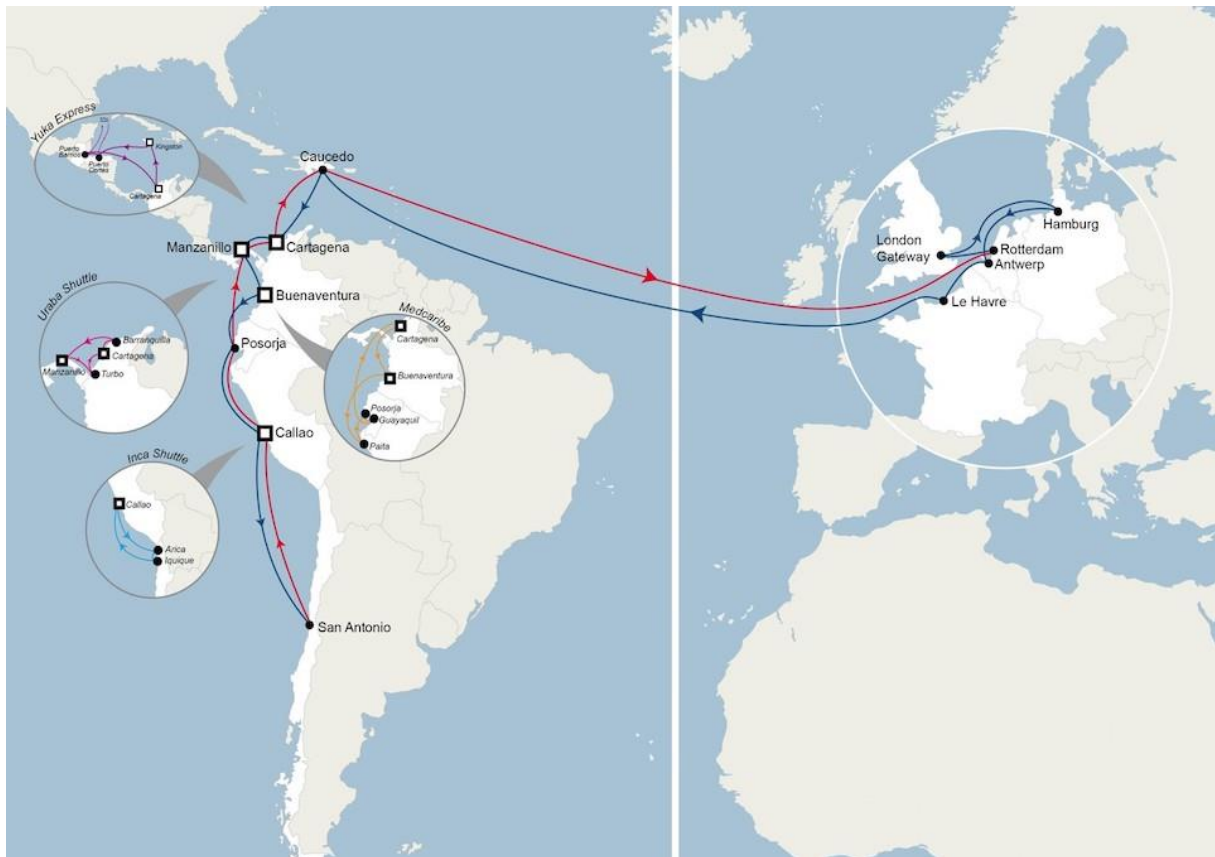 Yuka Express
Puerto
Barrios
Puerto
Cortes
Kingston
Cartagena
Caucedo
Manzanillo
Cartagena
Buenaventura
Posorja
Callao
San Antonio
Uraba Shuttle
Barranquilla
Cartagena
Manzanillo
Turbo
Medcaribe
Cartagena
Buenaventura
Posorja
Guayaquil
Paita
Inca Shuttle
Callao
Arica
Iquique
Hamburg
London
Gateway
Rotterdam
Antwerp
Le Havre